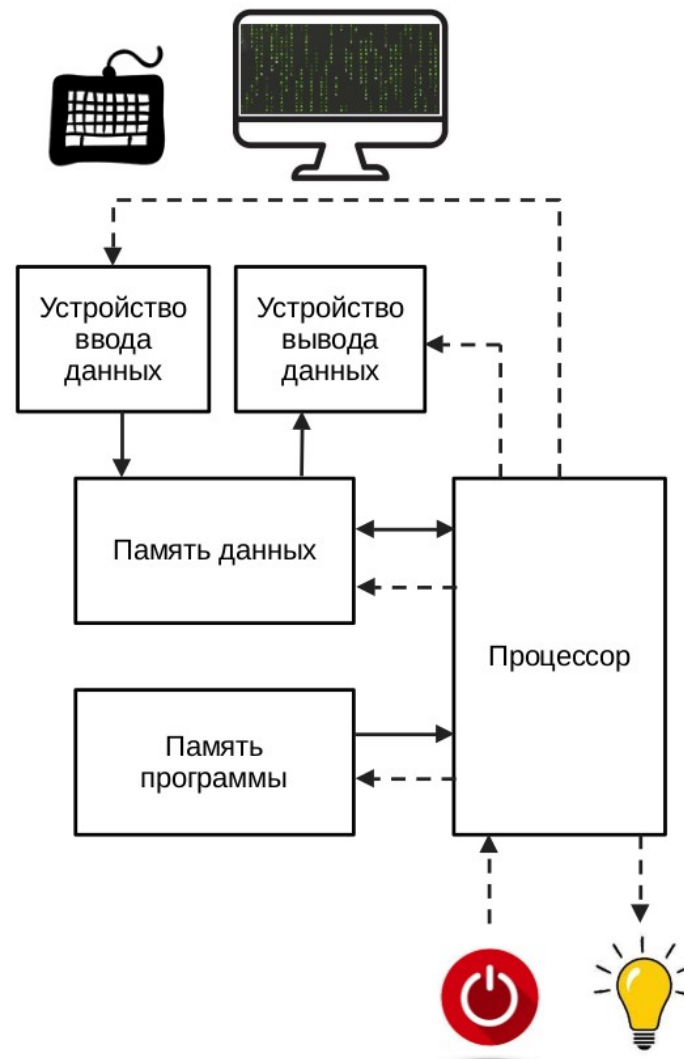 Устройство
ввода
данных
Устройство
вывода
данных
Память данных
Процессор
Память
программы